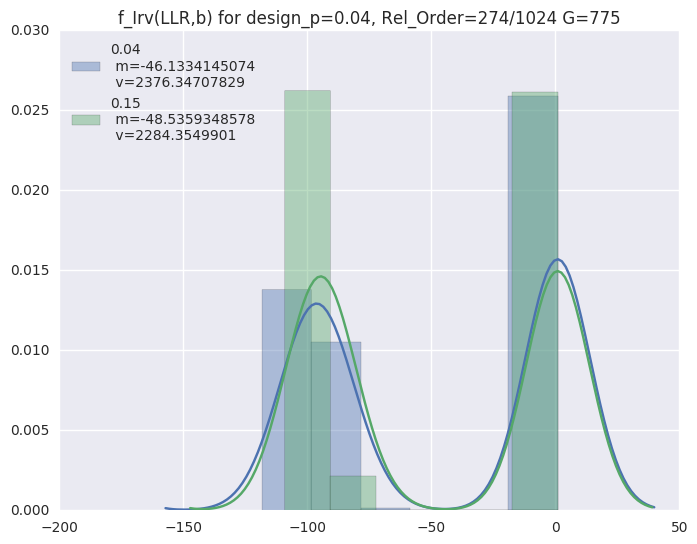 f_Irv(LLR,b) for design_p=0.04, Rel_Order=274/1024 G=775
0.030
0.04
m=-46.1334145074
v=2376.34707829
0.15
m=-48.5359348578
v=2284.3549901
0.025
0.020
0.015
0.010
0.005
0.000
-200 -150 -100 -50 0 50